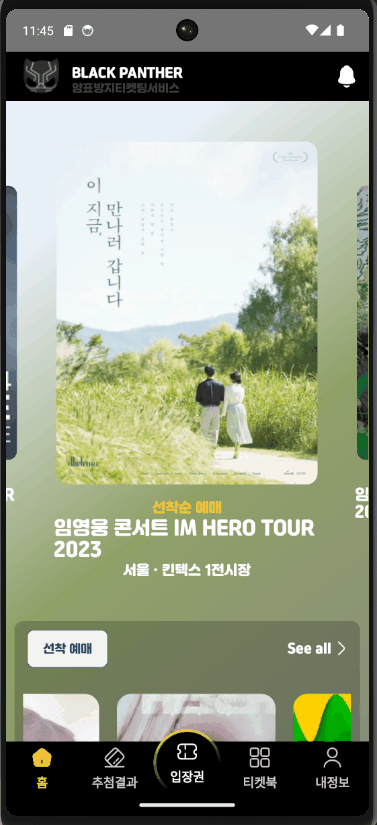 11:45
BLACK PANTHER
암표방지티켓팅서비스
이 지금,
만나러 갑니다
선착순 예매
임영웅 콘서트 IM HERO TOUR
2023
서울 · 킨텍스 1전시장
선착 예매
See all
홈
추첨결과
입장권
티켓북
내정보